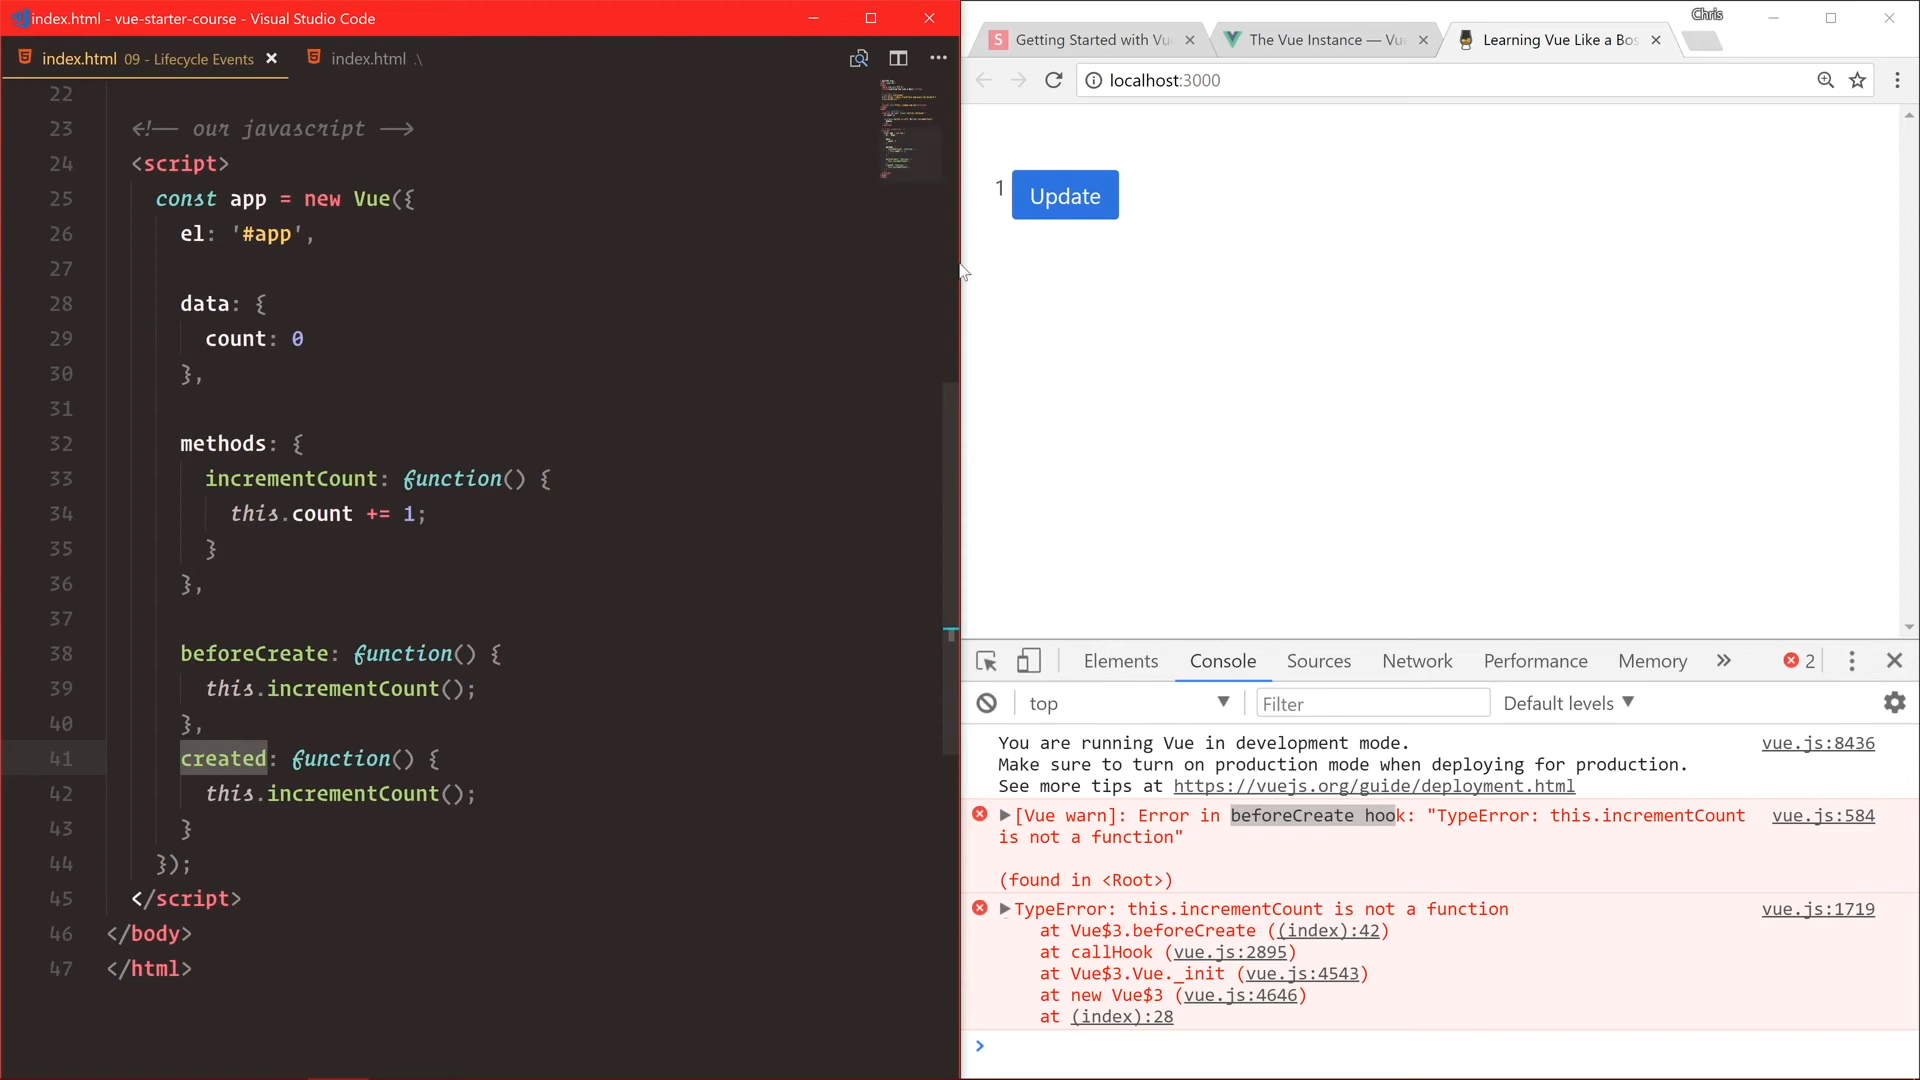 index.html - vue-starter-course - Visual Studio Code
index.html 09 - Lifecycle Events
index.html .\
22
23 <!-- our javascript -->
24 <script>
25 const app = new Vue({
26 el: '#app',
27
28 data: {
29 count: 0
30 },
31
32 methods: {
33 incrementCount: function() {
34 this.count += 1;
35 }
36 },
37
38 beforeCreate: function() {
39 this.incrementCount();
40 },
41 created: function() {
42 this.incrementCount();
43 }
44 });
45 </script>
46 </body>
47 </html>
Chris
Getting Started with Vue
The Vue Instance — Vue
Learning Vue Like a Bos
localhost:3000
1 Update
Elements Console Sources Network Performance Memory » 2
top Filter Default levels
You are running Vue in development mode. vue.js:8436
Make sure to turn on production mode when deploying for production.
See more tips at https://vuejs.org/guide/deployment.html
[Vue warn]: Error in beforeCreate hook: "TypeError: this.incrementCount vue.js:584
is not a function"
(found in <Root>)
TypeError: this.incrementCount is not a function vue.js:1719
at Vue$3.beforeCreate ((index):42)
at callHook (vue.js:2895)
at Vue$3.Vue._init (vue.js:4543)
at new Vue$3 (vue.js:4646)
at (index):28
>